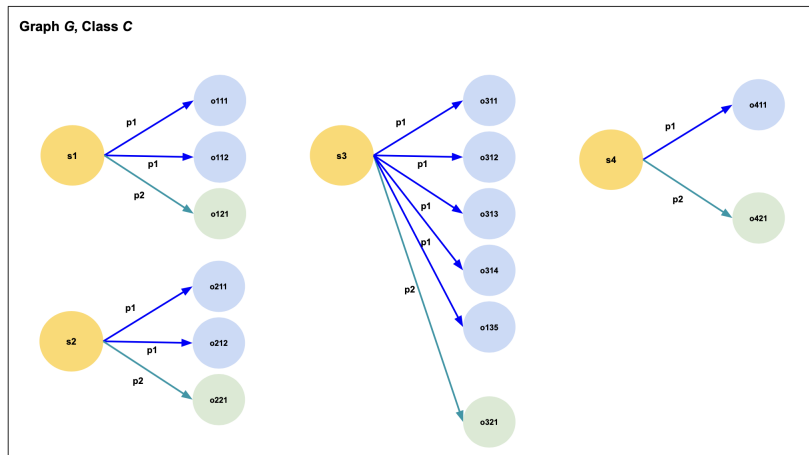 Graph G, Class C
s1
p1
p1
p2
o111
o112
o121
s2
p1
p1
p2
o211
o212
o221
s3
p1
p1
p1
p1
p2
o311
o312
o313
o314
o135
o321
s4
p1
p2
o411
o421